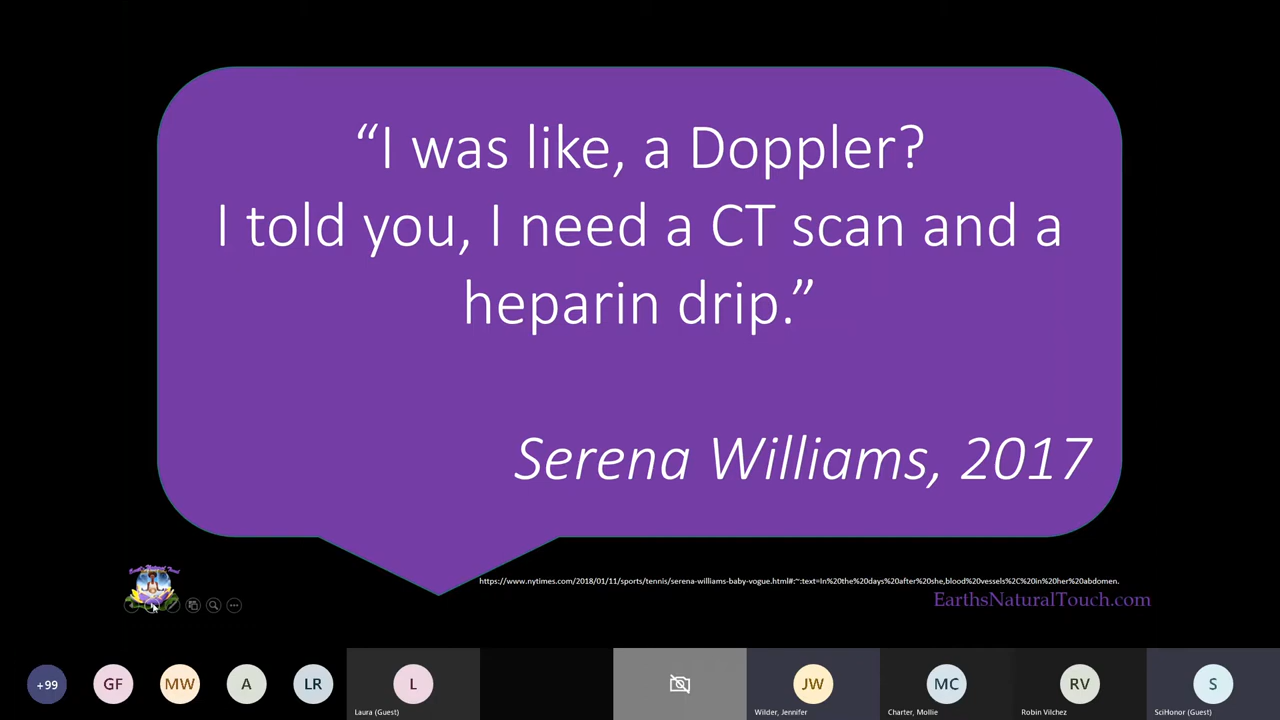 “I was like, a Doppler?
I told you, I need a CT scan and a
heparin drip.”
Serena Williams, 2017
https://www.nytimes.com/2018/01/11/sports/tennis/serena-williams-baby-vogue.html#:~:text=In%20the%20days%20after%20she,blood%20vessels%2C%20in%20her%20abdomen.
EarthsNaturalTouch.com
Earth's Natural Touch
+99
GF
MW
A
LR
L
JW
MC
RV
S
Laura (Guest)
Wilder, Jennifer
Charter, Mollie
Robin Vilchez
SciHonor (Guest)